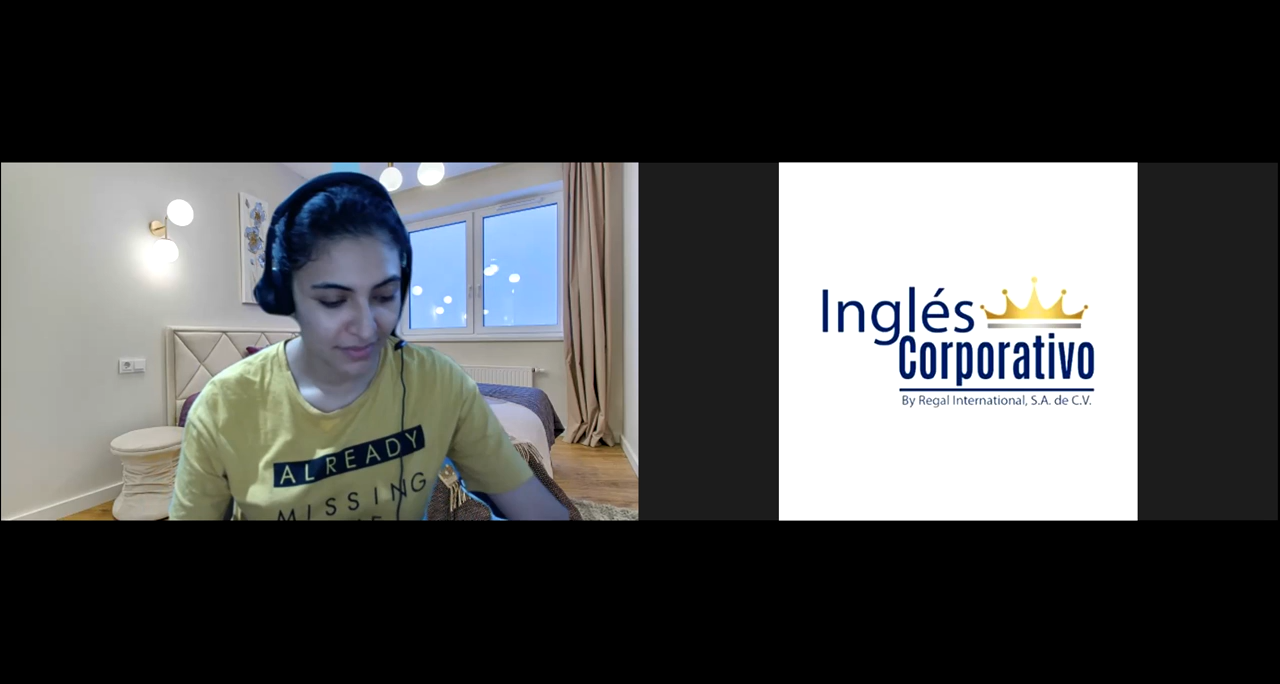 ALREADY
MISSING
Inglés
Corporativo
By Regal International, S.A. de C.V.